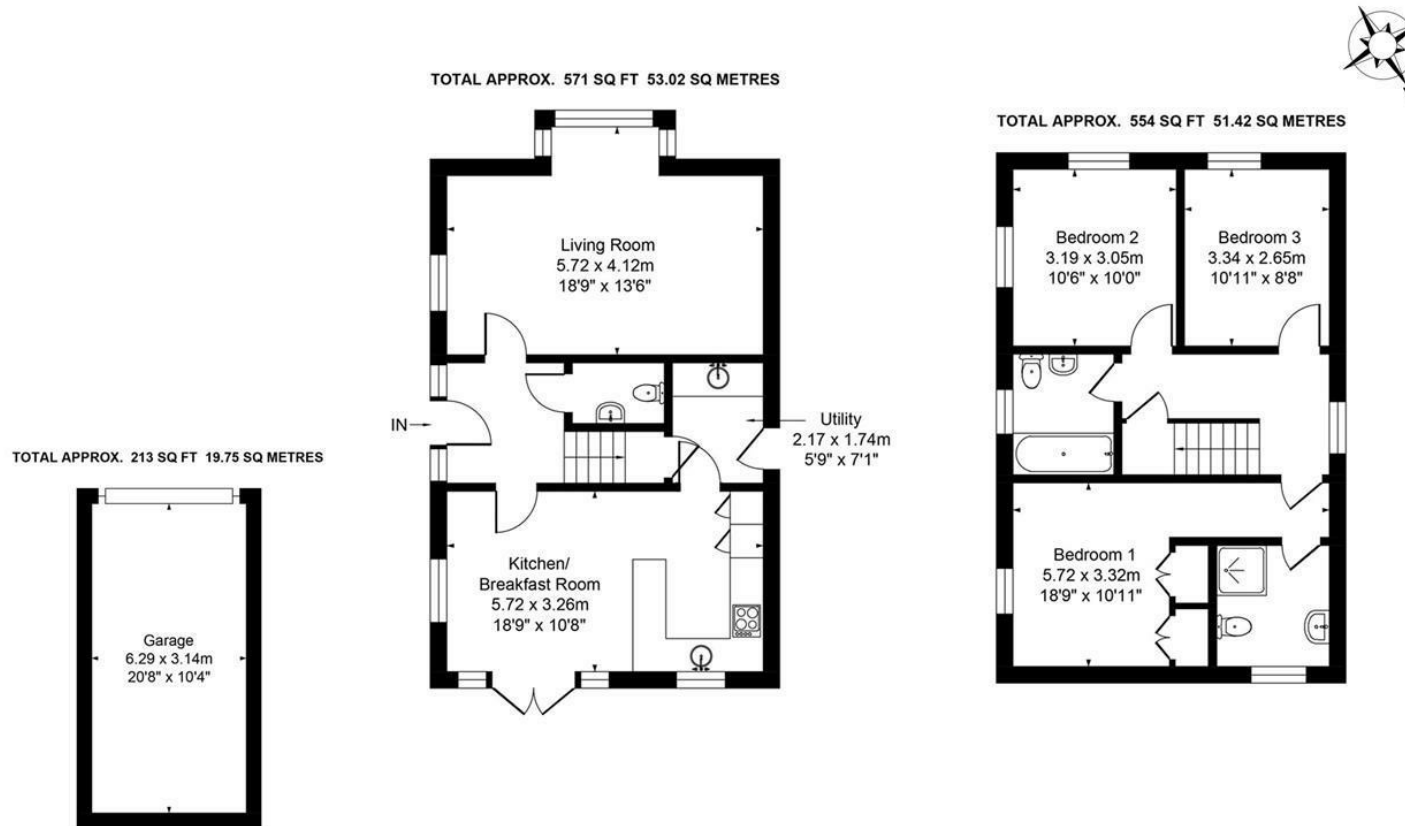 TOTAL APPROX. 571 SQ FT 53.02 SQ METRES
Living Room
5.72 x 4.12m
18'9" x 13'6"
IN
Utility
2.17 x 1.74m
5'9" x 7'1"
Kitchen/
Breakfast Room
5.72 x 3.26m
18'9" x 10'8"
TOTAL APPROX. 554 SQ FT 51.42 SQ METRES
Bedroom 2
3.19 x 3.05m
10'6" x 10'0"
Bedroom 3
3.34 x 2.65m
10'11" x 8'8"
Bedroom 1
5.72 x 3.32m
18'9" x 10'11"
TOTAL APPROX. 213 SQ FT 19.75 SQ METRES
Garage
6.29 x 3.14m
20'8" x 10'4"